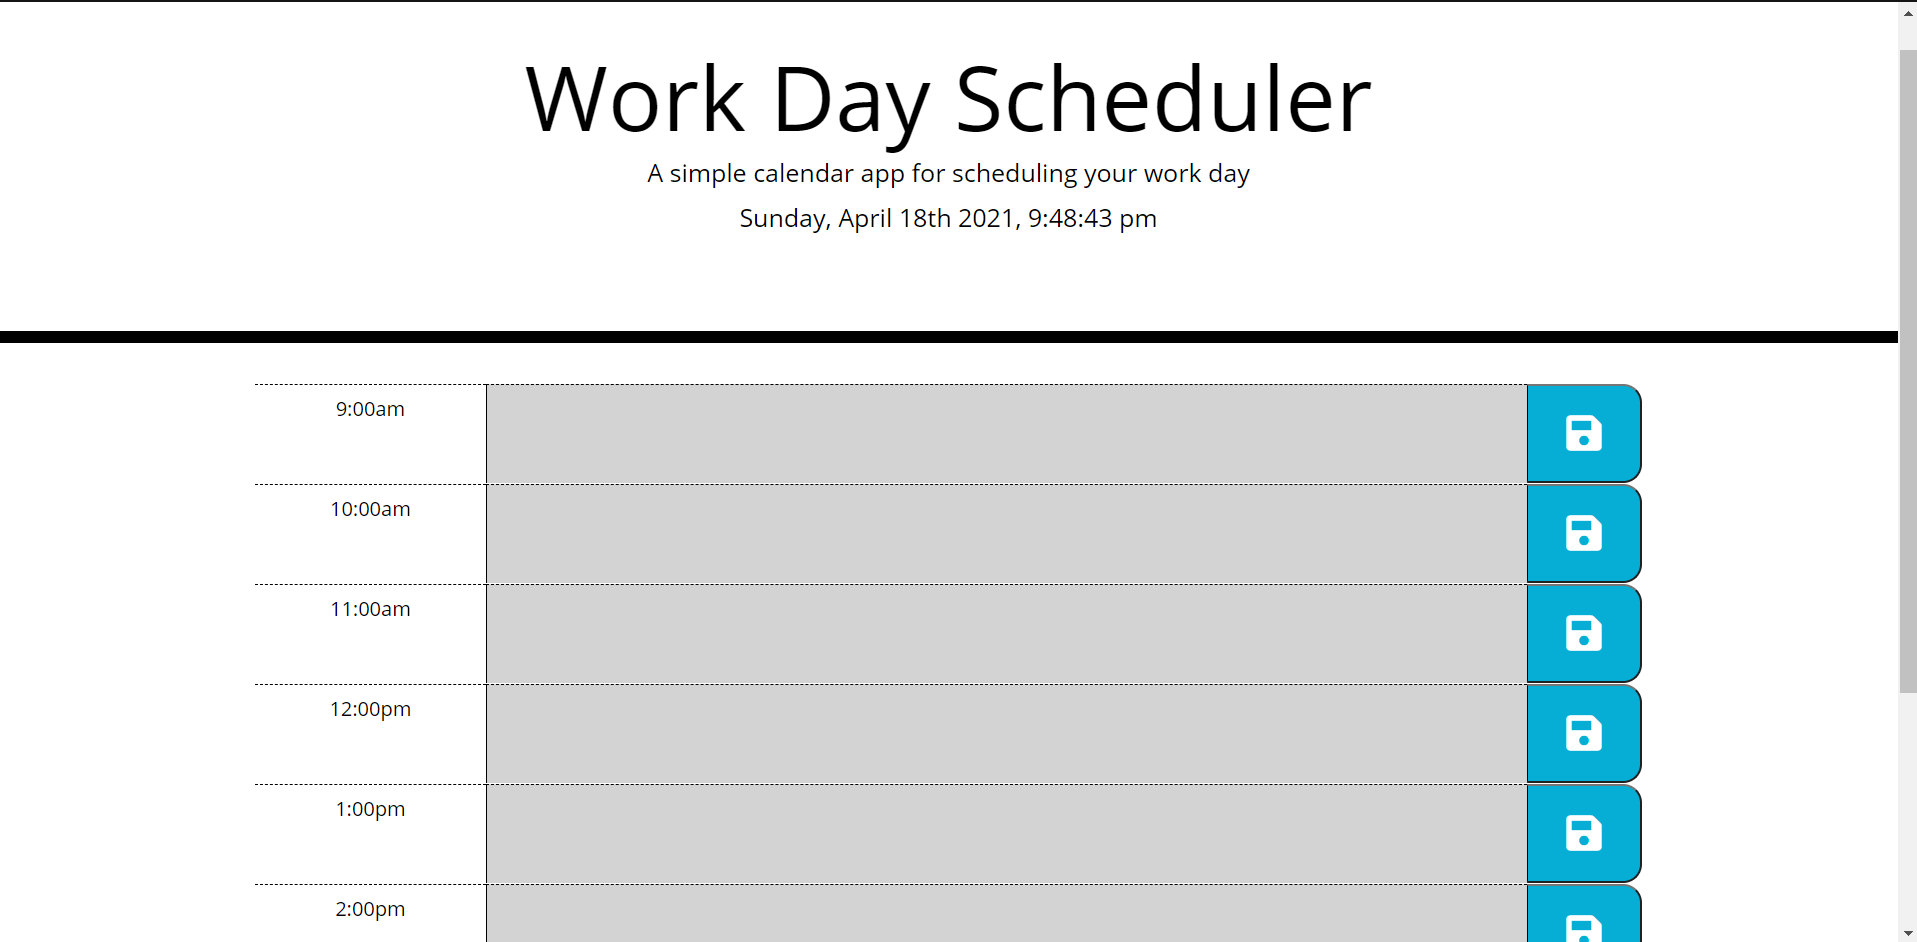 Work Day Scheduler
A simple calendar app for scheduling your work day
Sunday, April 18th 2021, 9:48:43 pm
9:00am
10:00am
11:00am
12:00pm
1:00pm
2:00pm